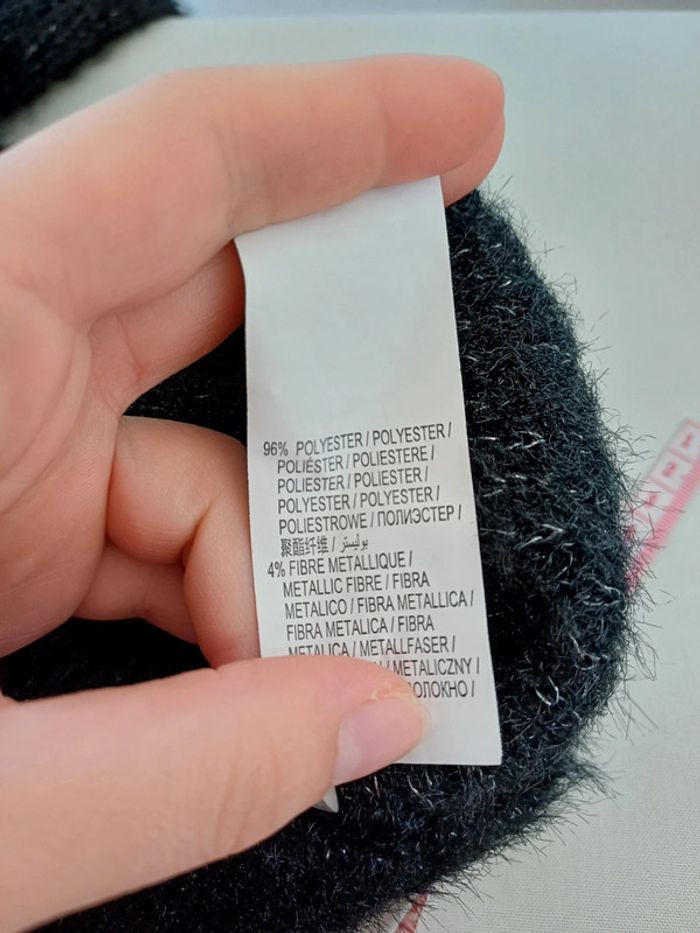 96% POLYESTER / POLYESTER /
POLIÉSTER / POLIESTERE /
POLIESTER / POLIESTER /
POLYESTER / POLYESTER /
POLIESTROWE / ПОЛИЭСТЕР /
聚酯纤维 / بوليستر
4% FIBRE METALLIQUE /
METALLIC FIBRE / FIBRA
METALICO / FIBRA METALLICA /
FIBRA METALICA / FIBRA
METALICA / METALLFASER /
/ METALICZNY /